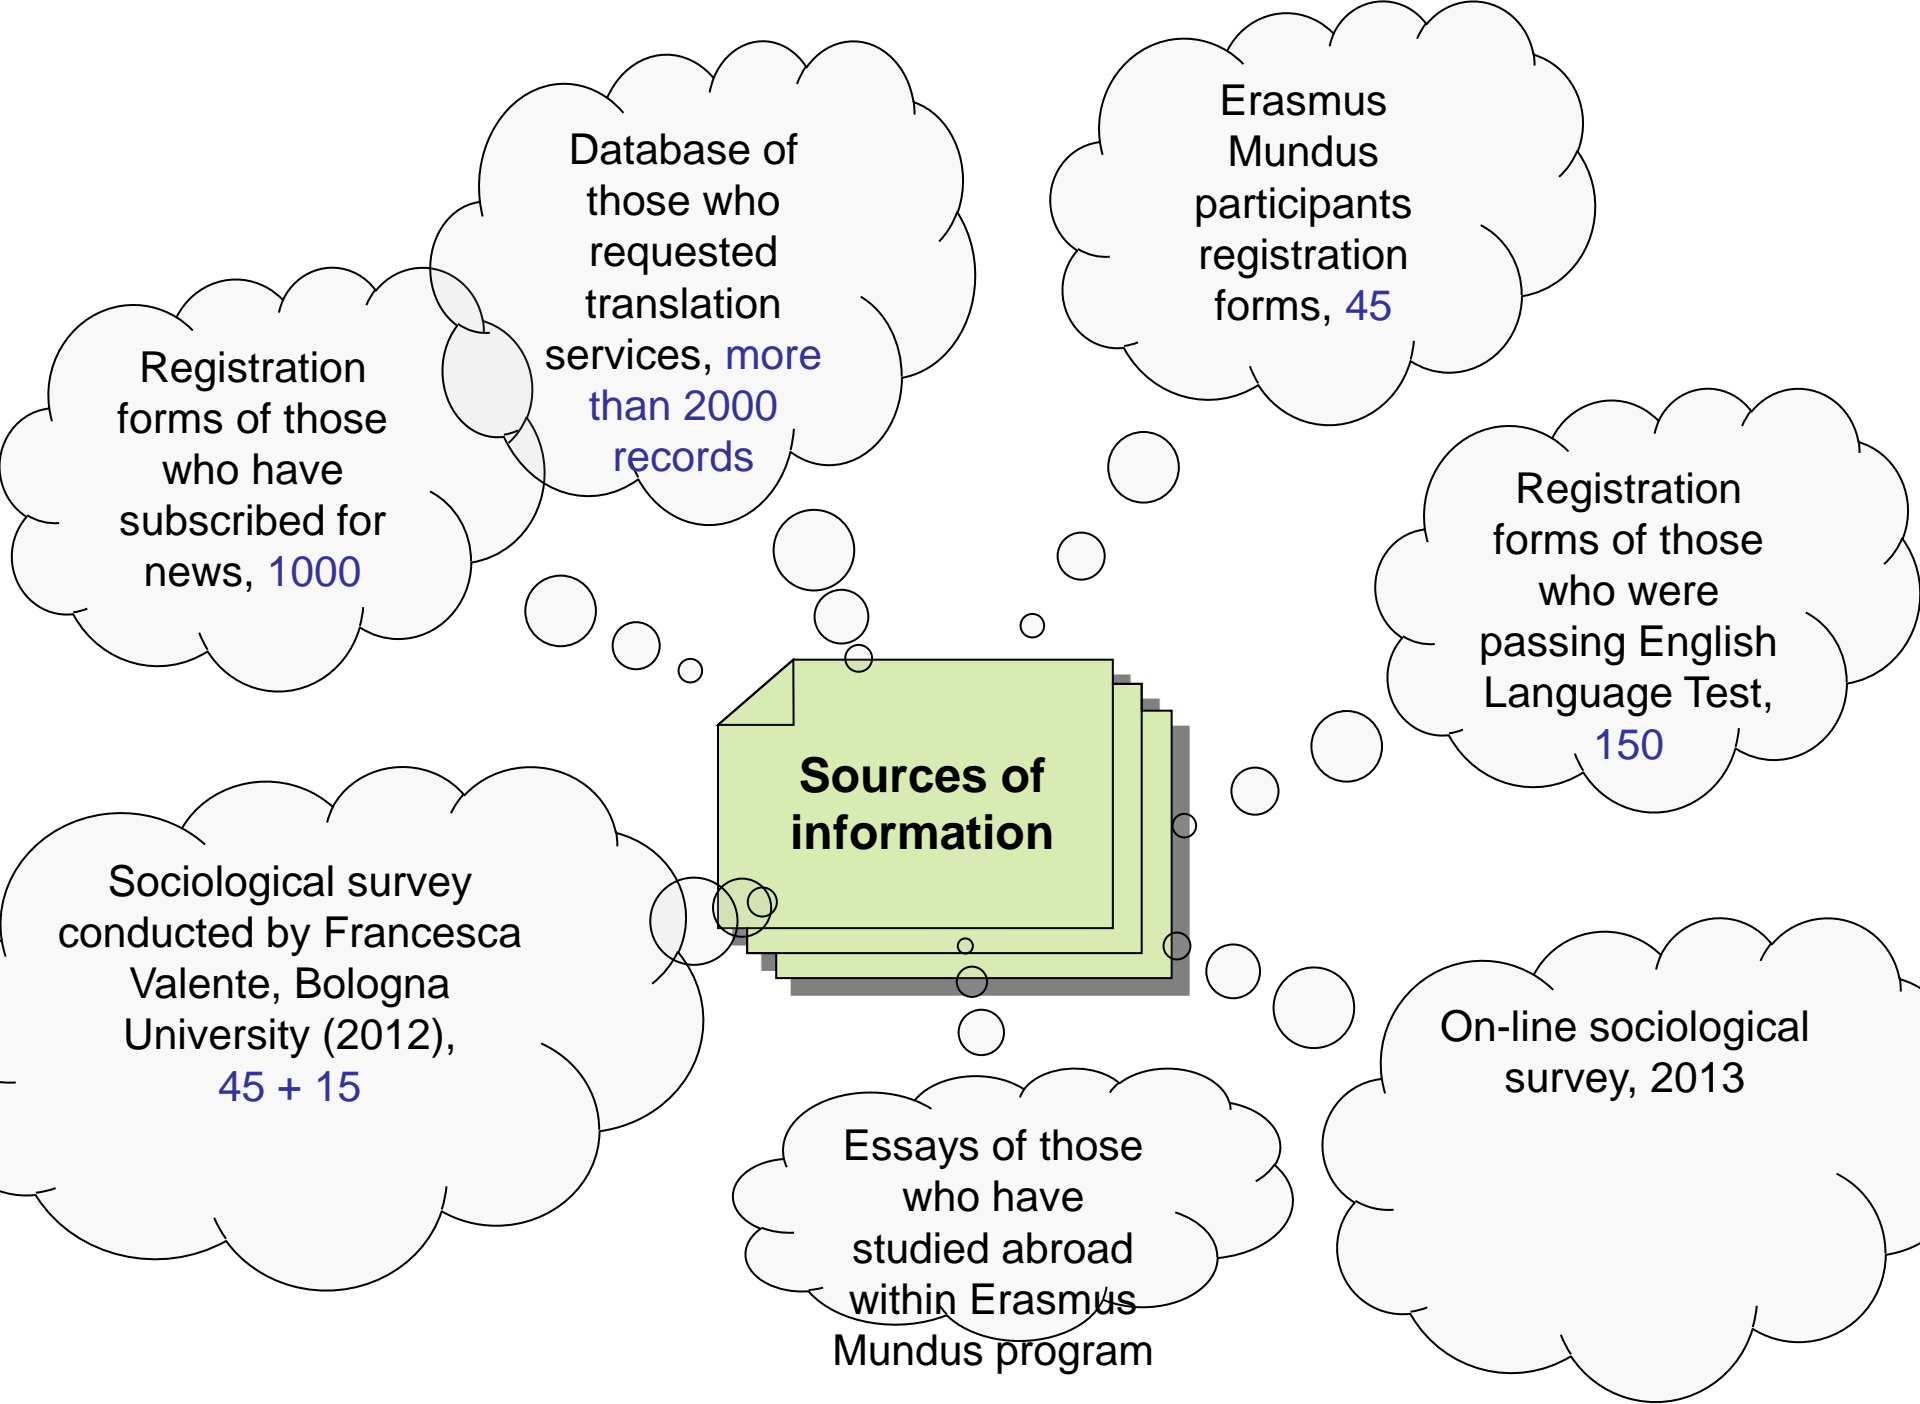 Database of
those who
requested
translation
services, more
than 2000
records
Erasmus
Mundus
participants
registration
forms, 45
Registration
forms of those
who have
subscribed for
news, 1000
Registration
forms of those
who were
passing English
Language Test,
150
Sources of
information
Sociological survey
conducted by Francesca
Valente, Bologna
University (2012),
45 + 15
On-line sociological
survey, 2013
Essays of those
who have
studied abroad
within Erasmus
Mundus program